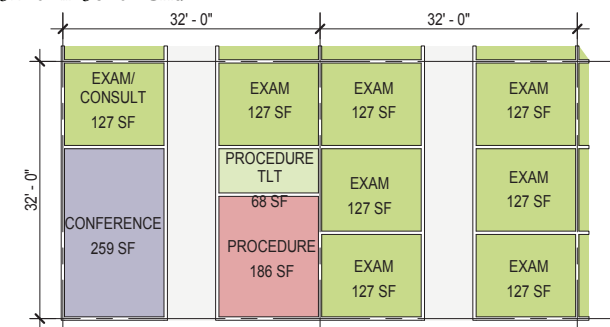 32' - 0"
32' - 0"
32' - 0"
EXAM/
CONSULT
127 SF
EXAM
127 SF
EXAM
127 SF
EXAM
127 SF
PROCEDURE
TLT
68 SF
EXAM
127 SF
EXAM
127 SF
CONFERENCE
259 SF
PROCEDURE
186 SF
EXAM
127 SF
EXAM
127 SF